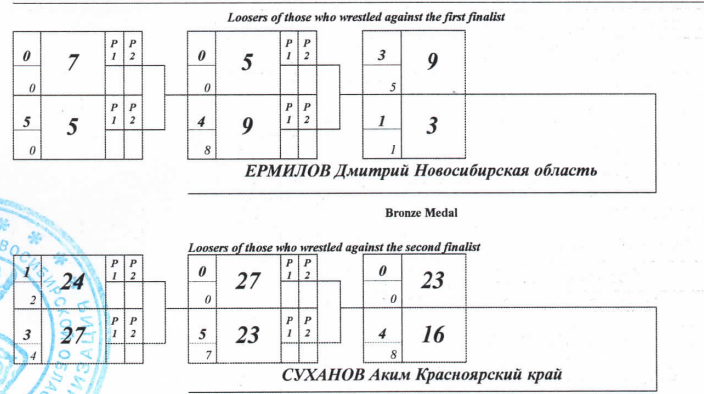 Loosers of those who wrestled against the first finalist
0 7 P 1 P 2 0 5 P 1 P 2 3 9
0 0 5
5 5 P 1 P 2 4 9 P 1 P 2 1 3
0 8 1
ЕРМИЛОВ Дмитрий Новосибирская область
Bronze Medal
Loosers of those who wrestled against the second finalist
1 24 P 1 P 2 0 27 P 1 P 2 0 23
2 0 0
3 27 P 1 P 2 5 23 P 1 P 2 4 16
4 7 8
СУХАНОВ Аким Красноярский край